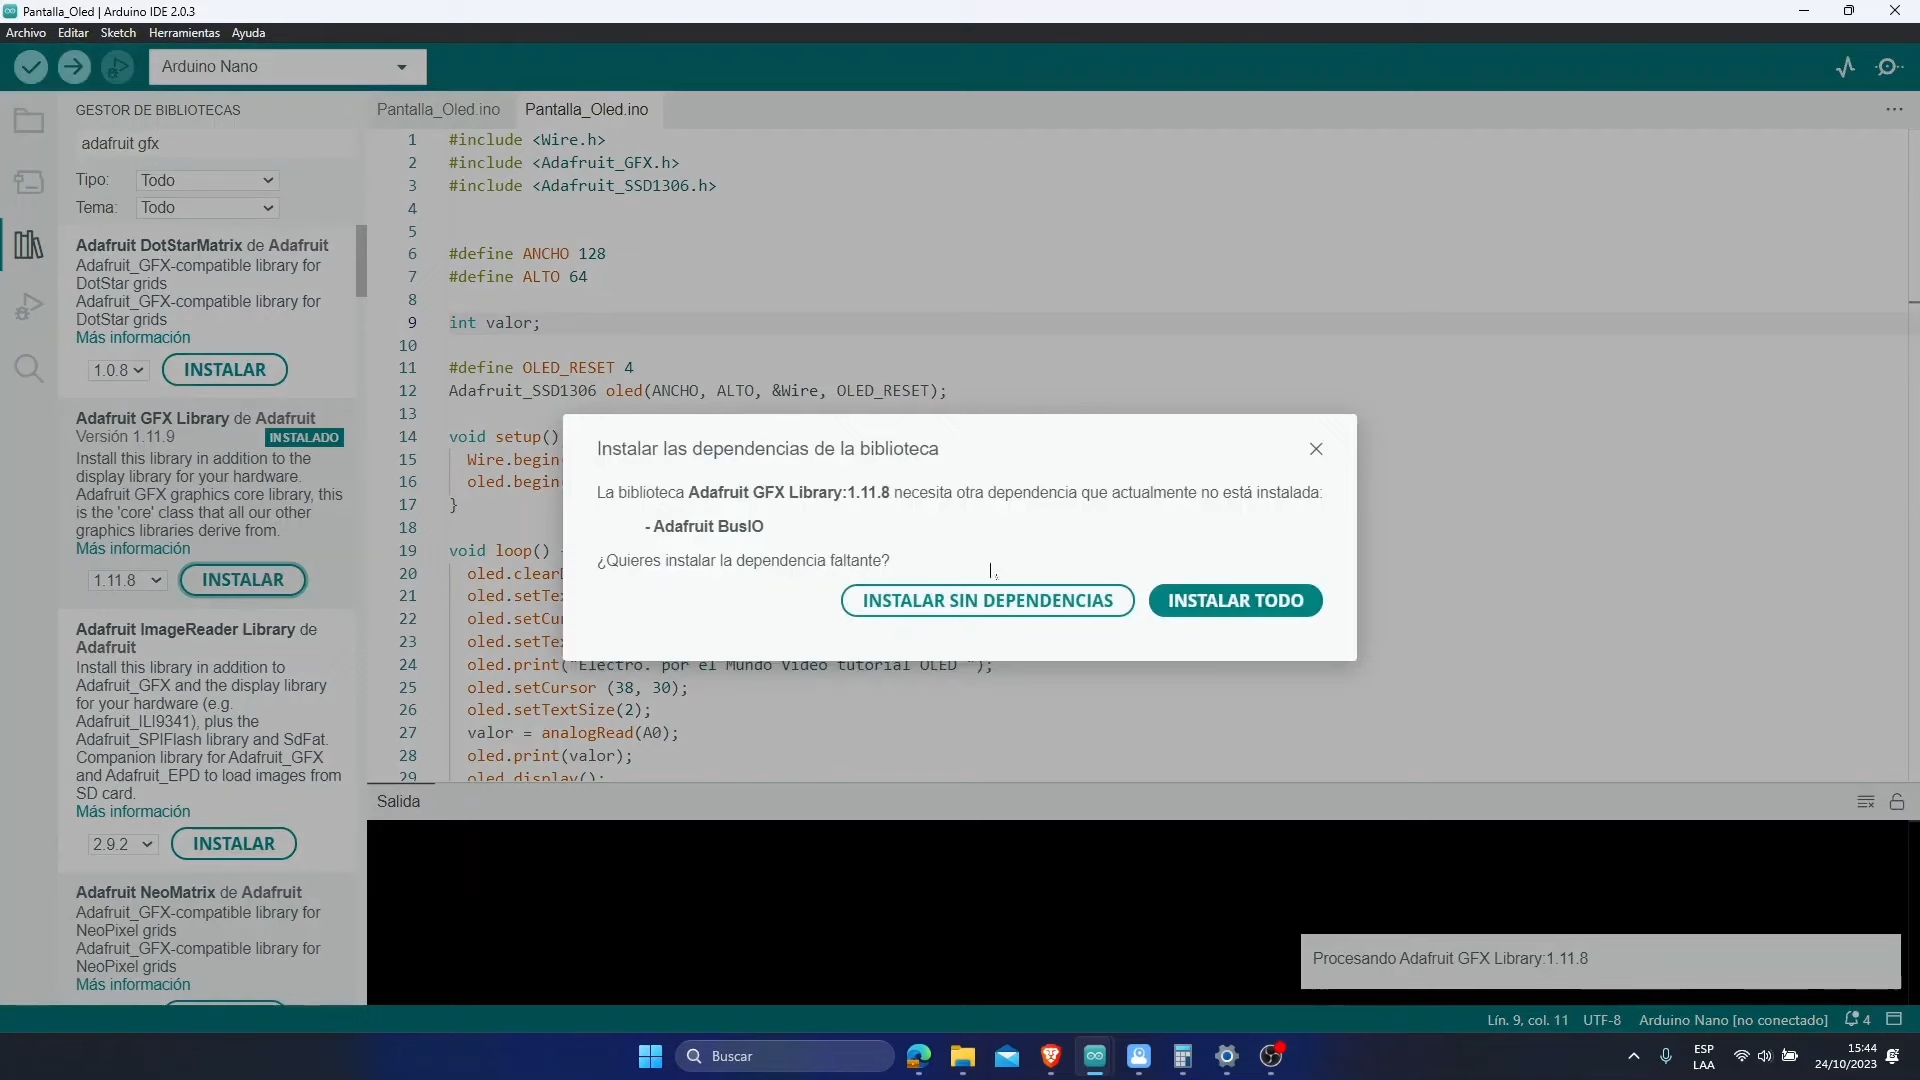 Pantalla_Oled | Arduino IDE 2.0.3
Archivo Editar Sketch Herramientas Ayuda
Arduino Nano
GESTOR DE BIBLIOTECAS
adafruit gfx
Tipo: Todo
Tema: Todo
Adafruit DotStarMatrix de Adafruit
Adafruit_GFX-compatible library for
DotStar grids
Adafruit_GFX-compatible library for
DotStar grids
Más información
1.0.8 INSTALAR
Adafruit GFX Library de Adafruit
Versión 1.11.9 INSTALADO
Install this library in addition to the
display library for your hardware.
Adafruit GFX graphics core library, this
is the 'core' class that all our other
graphics libraries derive from.
Más información
1.11.8 INSTALAR
Adafruit ImageReader Library de
Adafruit
Install this library in addition to
Adafruit_GFX and the display library
for your hardware (e.g.
Adafruit_ILI9341), plus the
Adafruit_SPIFlash library and SdFat.
Companion library for Adafruit_GFX
and Adafruit_EPD to load images from
SD card.
Más información
2.9.2 INSTALAR
Adafruit NeoMatrix de Adafruit
Adafruit_GFX-compatible library for
NeoPixel grids
Adafruit_GFX-compatible library for
NeoPixel grids
Más información
Pantalla_Oled.ino Pantalla_Oled.ino
1 #include <Wire.h>
2 #include <Adafruit_GFX.h>
3 #include <Adafruit_SSD1306.h>
4
5
6 #define ANCHO 128
7 #define ALTO 64
8
9 int valor;
10
11 #define OLED_RESET 4
12 Adafruit_SSD1306 oled(ANCHO, ALTO, &Wire, OLED_RESET);
13
14 void setup()
15 Wire.begin
16 oled.begin
17 }
18
19 void loop()
20 oled.clear
21 oled.setTe
22 oled.setCu
23 oled.setTe
24 oled.print("Electro. por el Mundo Video tutorial OLED ");
25 oled.setCursor (38, 30);
26 oled.setTextSize(2);
27 valor = analogRead(A0);
28 oled.print(valor);
29 oled.display();
Instalar las dependencias de la biblioteca
La biblioteca Adafruit GFX Library:1.11.8 necesita otra dependencia que actualmente no está instalada:
- Adafruit BusIO
¿Quieres instalar la dependencia faltante?
INSTALAR SIN DEPENDENCIAS INSTALAR TODO
Salida
Procesando Adafruit GFX Library:1.11.8
Lín. 9, col. 11 UTF-8 Arduino Nano [no conectado] 4
Buscar
ESP
LAA
15:44
24/10/2023